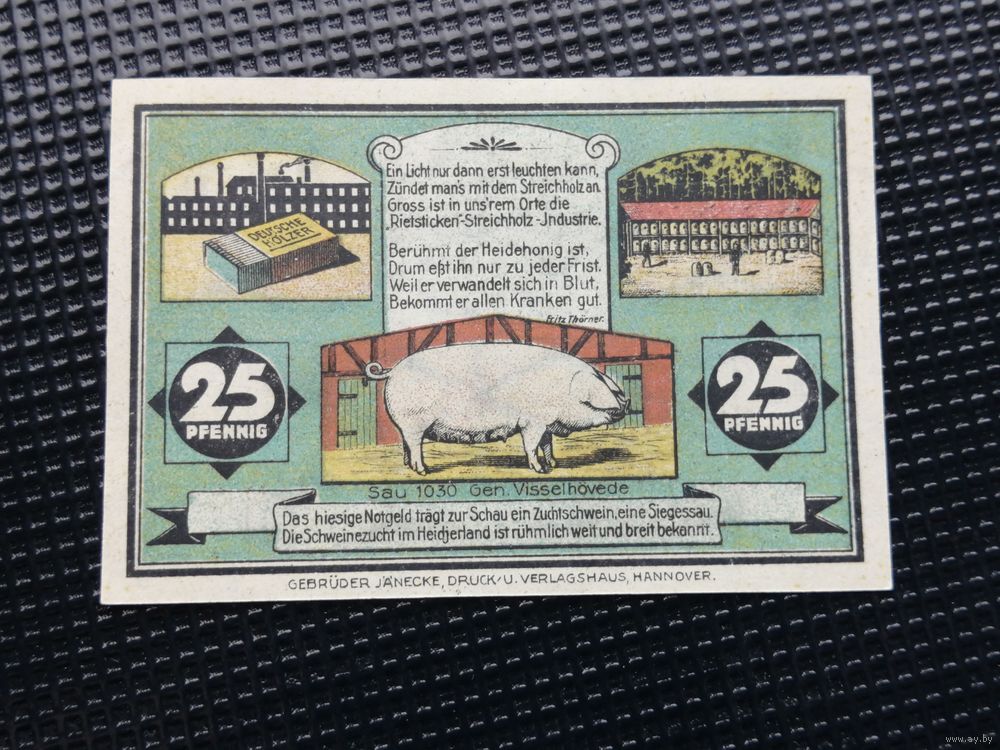 Ein Licht nur dann erst leuchten kann,
Zündet man's mit dem Streichholz an.
Gross ist in uns'rem Orte die
„Rietsticken"-Streichholz-Jndustrie.
Berühmt der Heidehonig ist,
Drum eßt ihn nur zu jeder Frist.
Weil er verwandelt sich in Blut,
Bekommt er allen Kranken gut.
Fritz Thörner.
DEUTSCHE
HÖLZER
25
PFENNIG
25
PFENNIG
Sau 1030 Gen. Visselhövede
Das hiesige Notgeld trägt zur Schau ein Zuchtschwein, eine Siegessau.
Die Schweinezucht im Heidjerland ist rühmlich weit und breit bekannt.
GEBRÜDER JÄNECKE, DRUCK- U. VERLAGSHAUS, HANNOVER.
www.ay.by